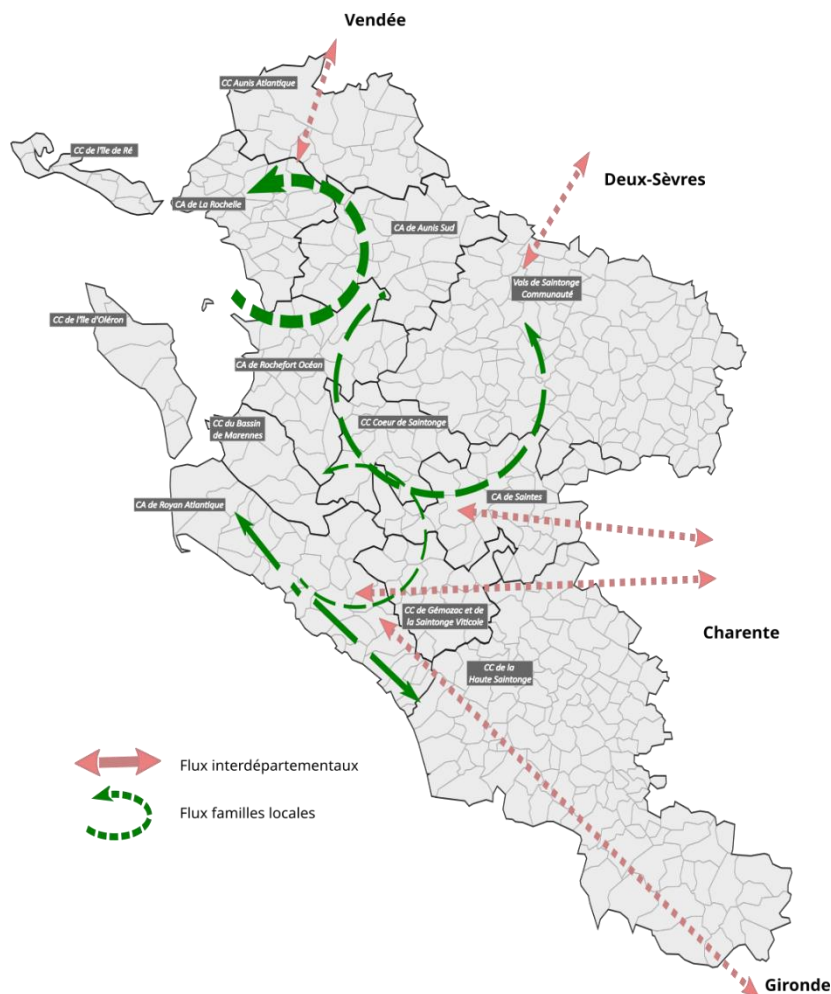 Vendée
CC Aunis Atlantique
CC de l'île de Ré
Deux-Sèvres
CA de La Rochelle
CA de Aunis Sud
Vals de Saintonge
Communauté
CC de l'île d'Oléron
CA de Rochefort Océan
CC du Bassin
de Marennes
CC Coeur de Saintonge
CA de Royan Atlantique
CA de Saintes
CC de Gémozac et de
la Saintonge Viticole
Charente
CC de la
Haute Saintonge
Flux interdépartementaux
Flux familles locales
Gironde